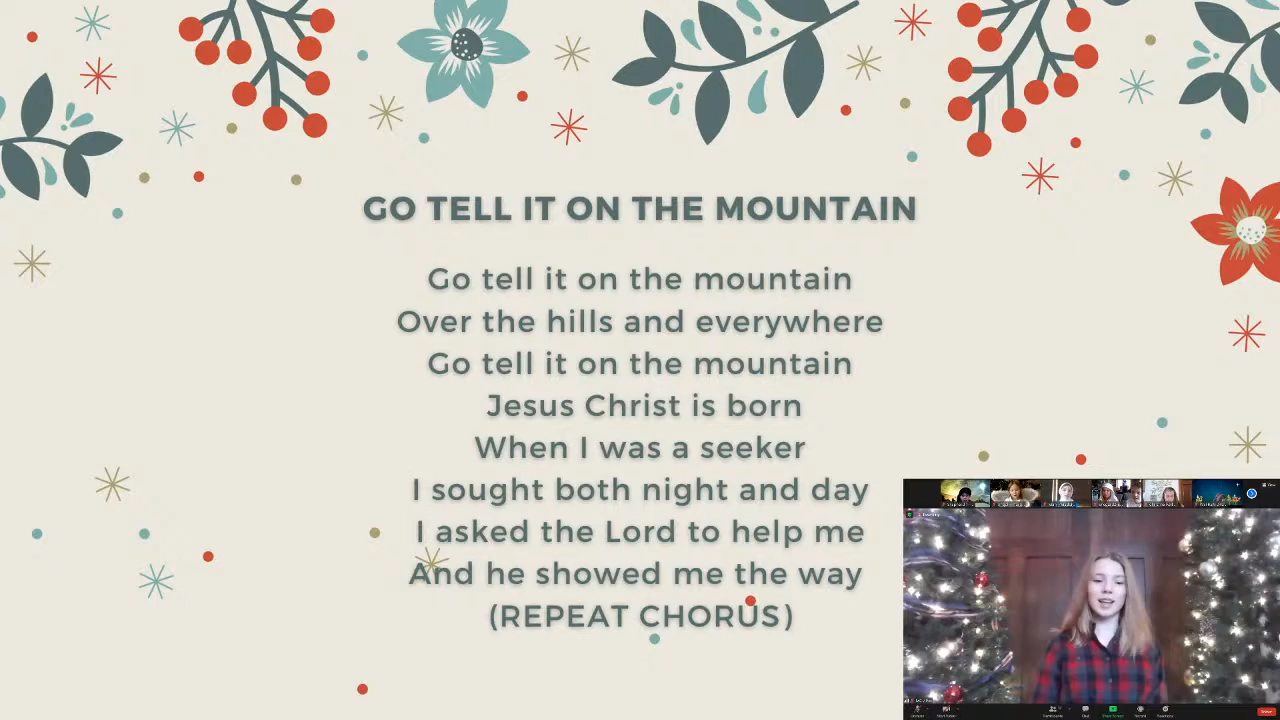 GO TELL IT ON THE MOUNTAIN
Go tell it on the mountain
Over the hills and everywhere
Go tell it on the mountain
Jesus Christ is born
When I was a seeker
I sought both night and day
I asked the Lord to help me
And he showed me the way
(REPEAT CHORUS)
View